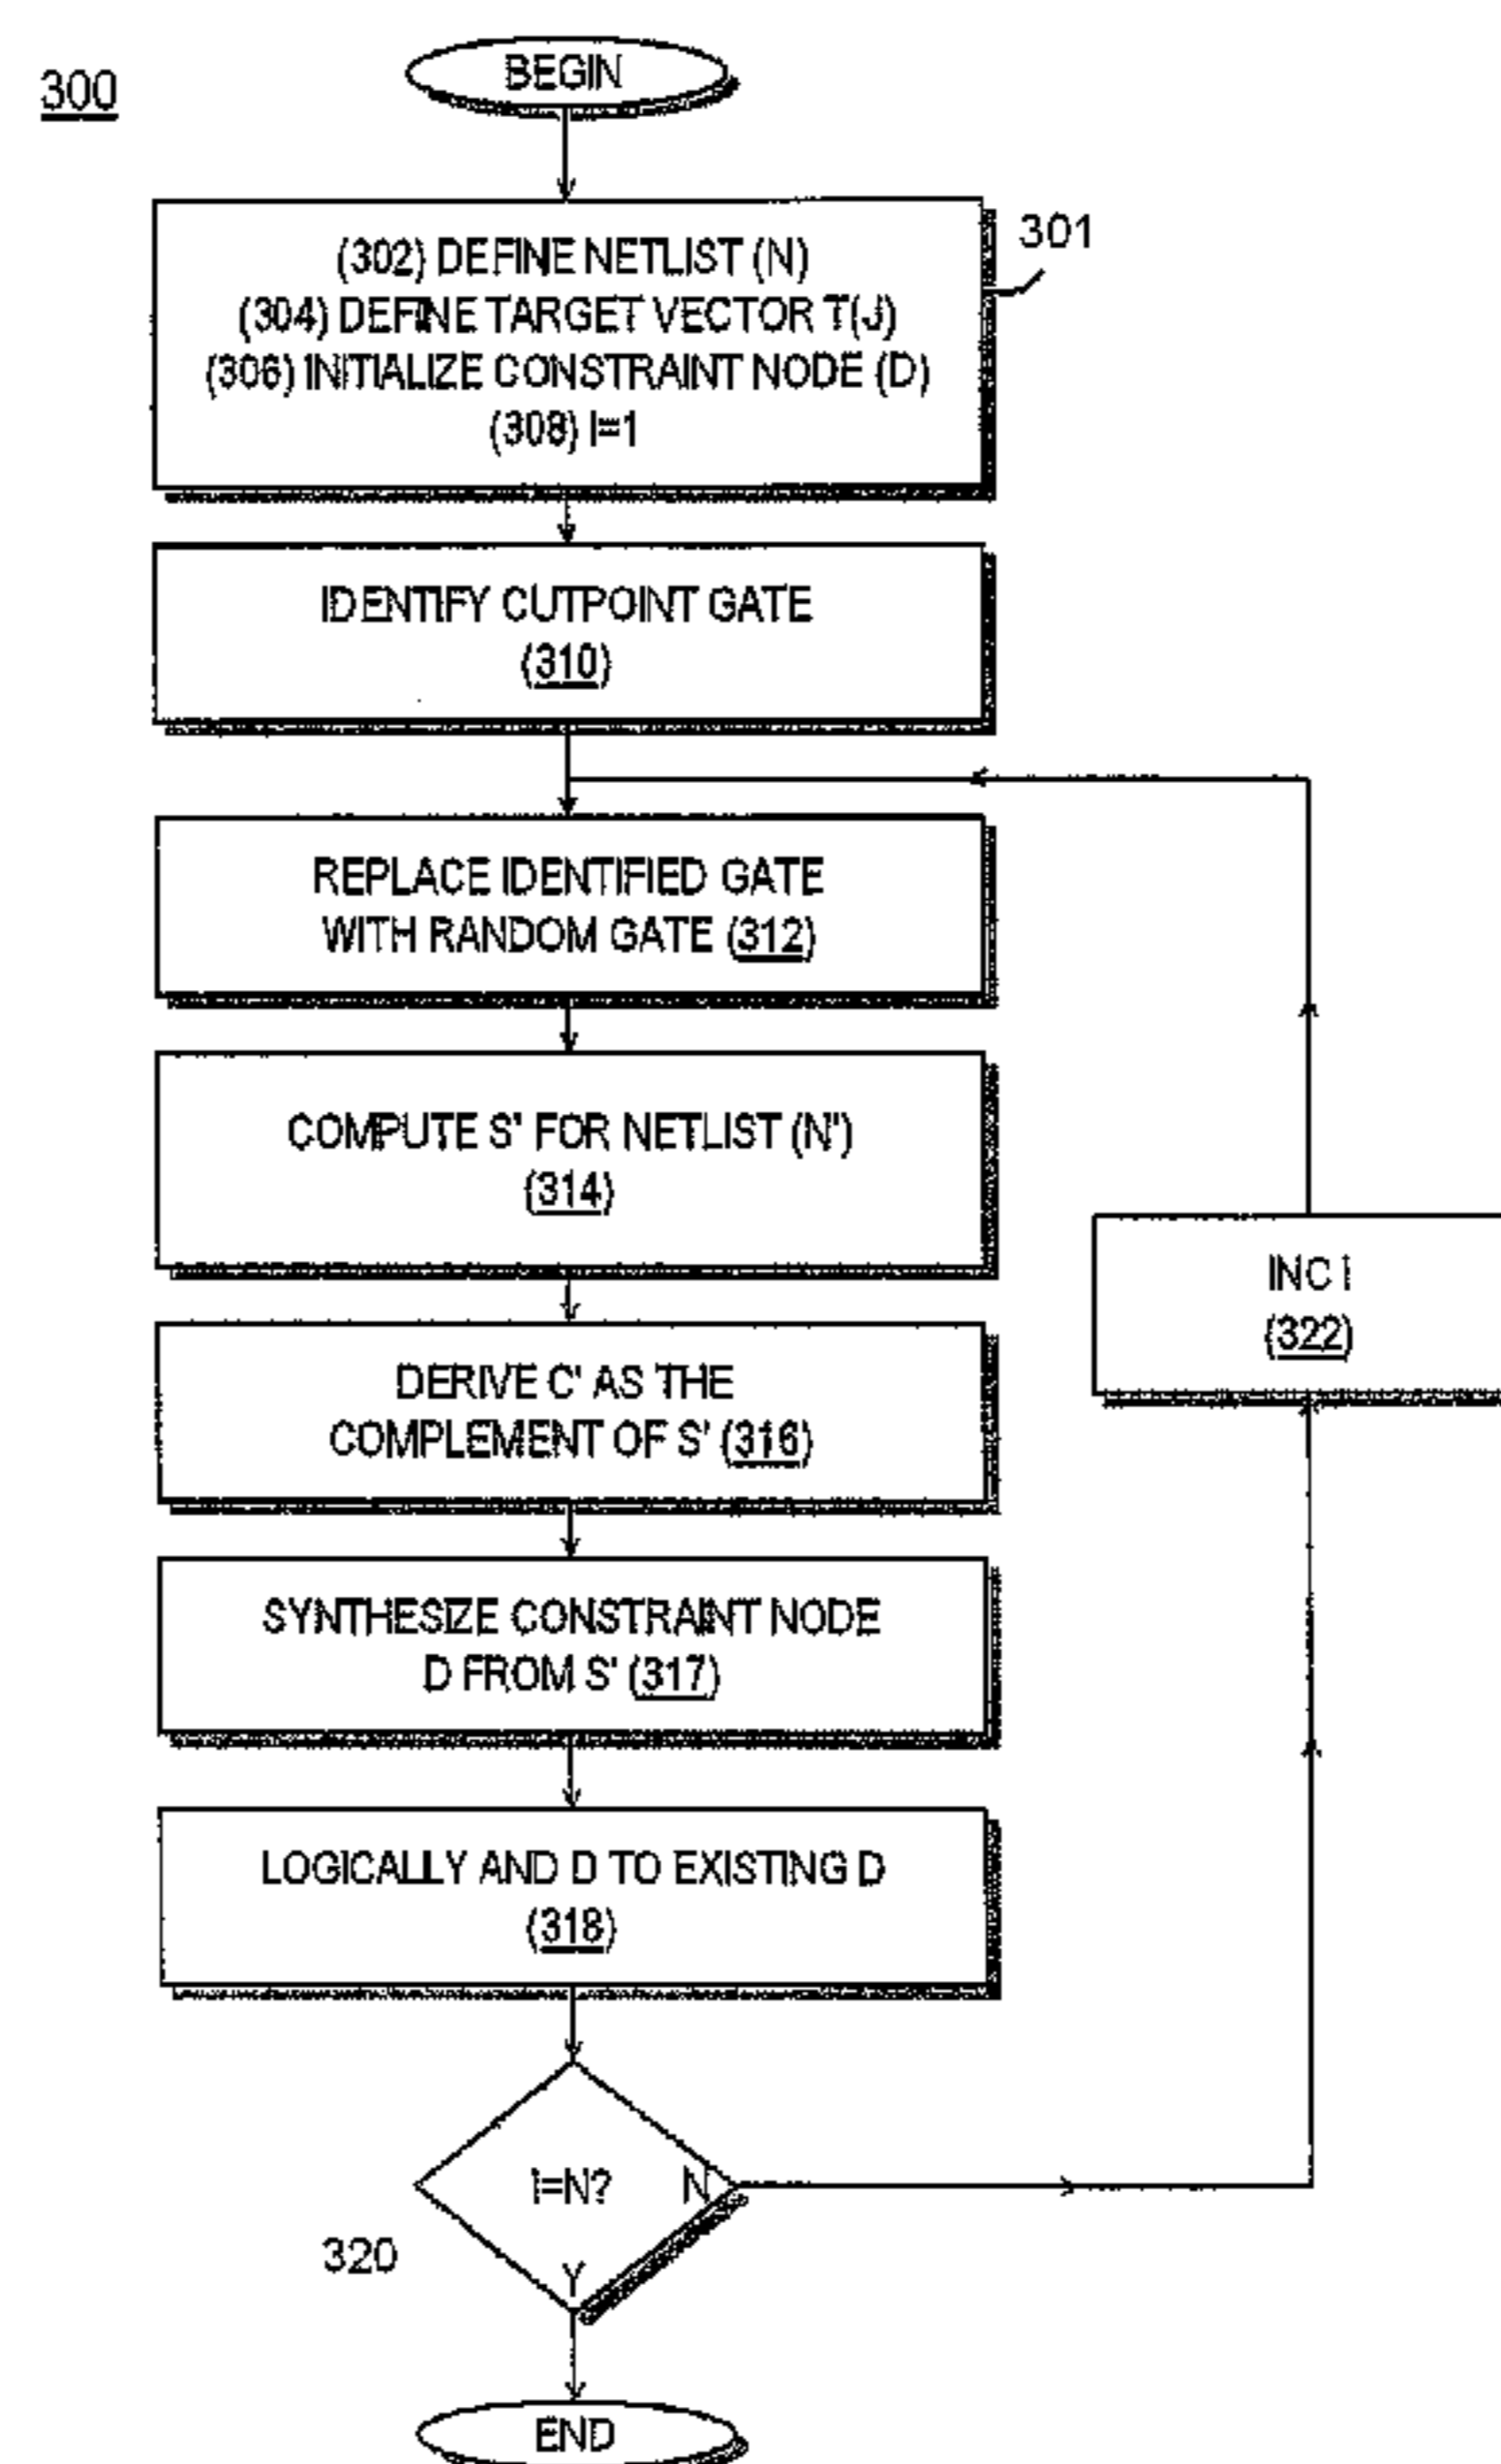 300
BEGIN
301
(302) DEFINE NETLIST (N)
(304) DEFINE TARGET VECTOR T(J)
(306) INITIALIZE CONSTRAINT NODE (D)
(308) I=1
IDENTIFY CUTPOINT GATE
(310)
REPLACE IDENTIFIED GATE
WITH RANDOM GATE (312)
COMPUTE S' FOR NETLIST (N')
(314)
DERIVE C' AS THE
COMPLEMENT OF S' (316)
INC I
(322)
SYNTHESIZE CONSTRAINT NODE
D FROM S' (317)
LOGICALLY AND D TO EXISTING D
(318)
I=N?
N
320
Y
END